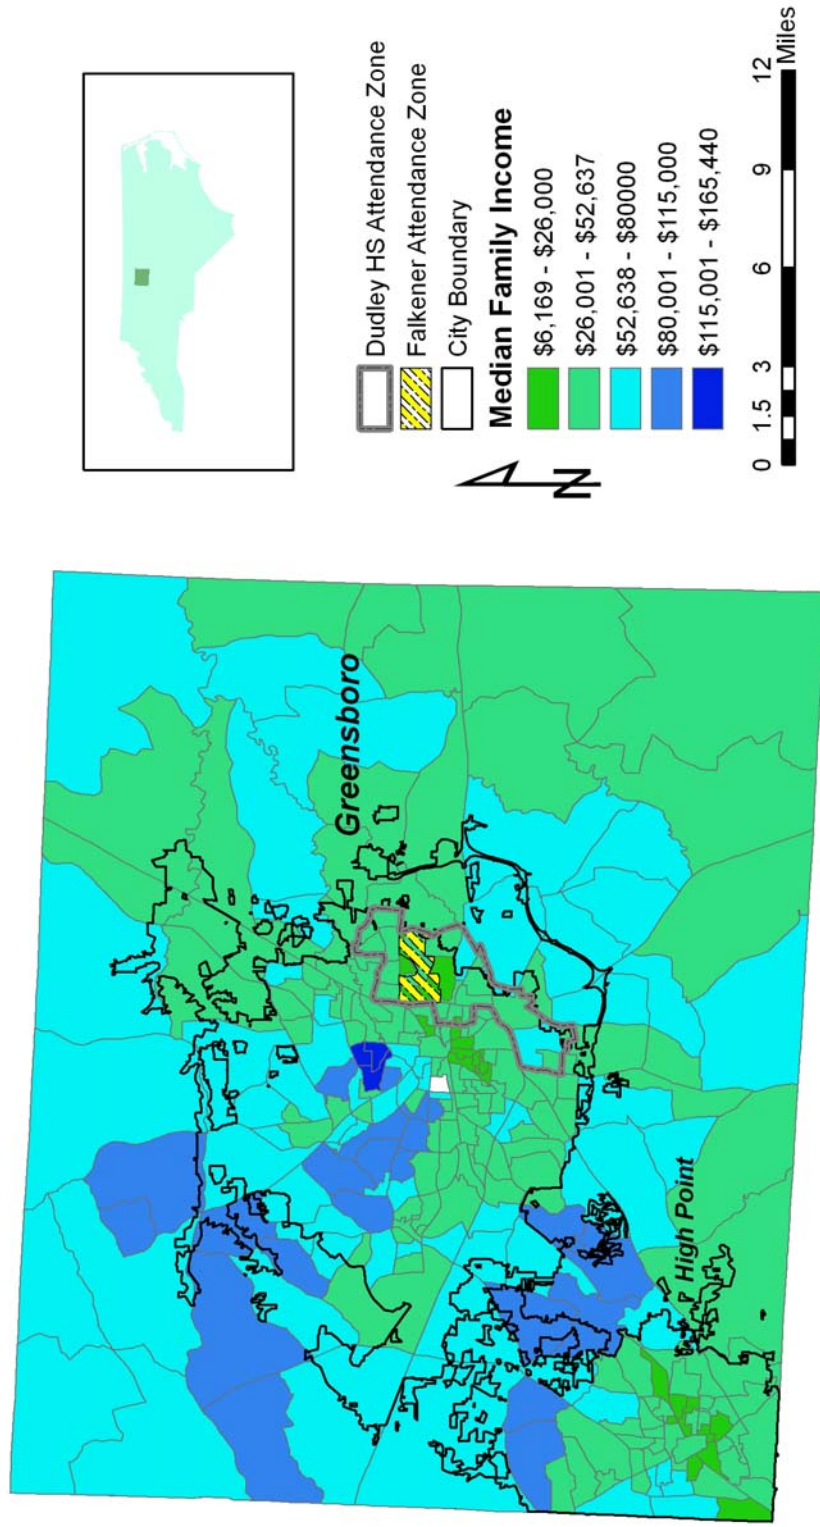 Greensboro
High Point
Dudley HS Attendance Zone
Falkener Attendance Zone
City Boundary
Median Family Income
$6,169 - $26,000
$26,001 - $52,637
$52,638 - $80000
$80,001 - $115,000
$115,001 - $165,440
N
0 1.5 3 6 9 12
Miles